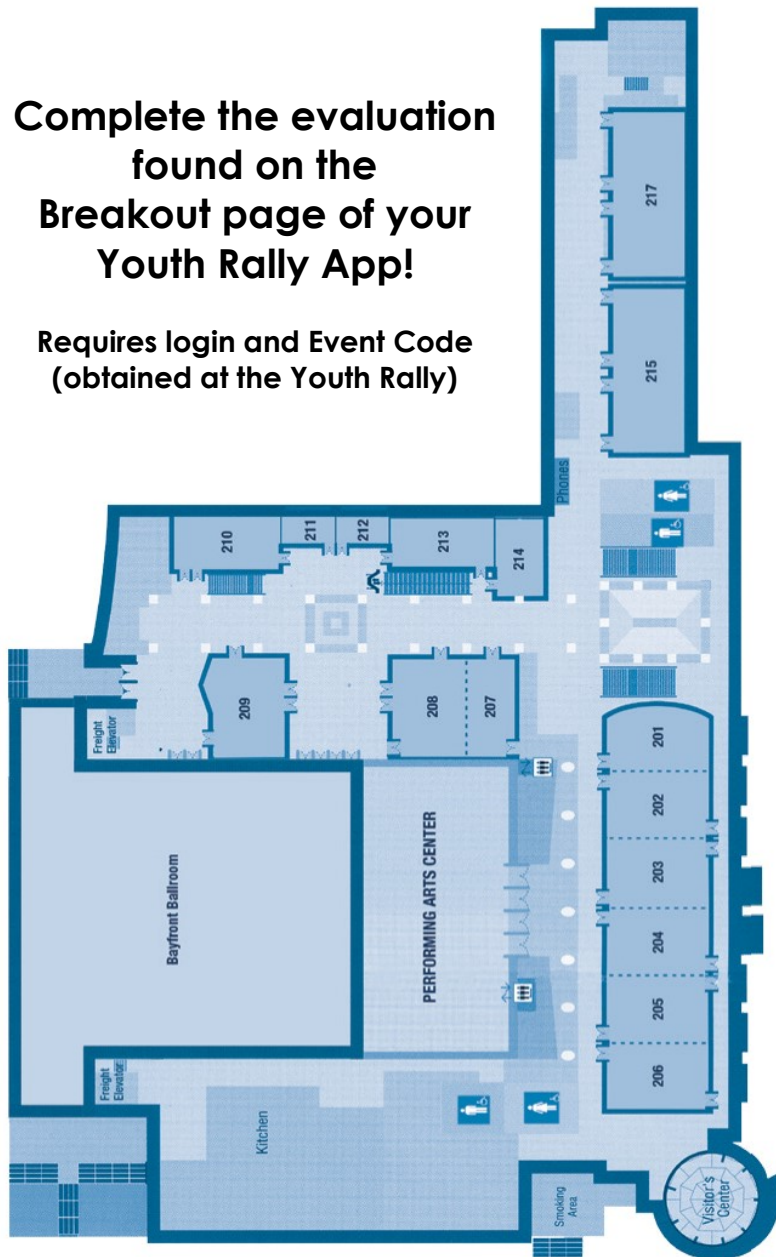 Complete the evaluation
found on the
Breakout page of your
Youth Rally App!
Requires login and Event Code
(obtained at the Youth Rally)
217
215
Phones
210
211
212
213
214
209
208
207
Freight
Elevator
201
202
203
204
205
206
Bayfront Ballroom
PERFORMING ARTS CENTER
Freight
Elevator
Kitchen
Smoking
Area
Visitor's
Center